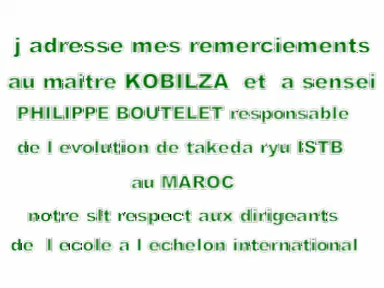 j adresse mes remerciements
au maitre KOBILZA et a sensei
PHILIPPE BOUTELET responsable
de l evolution de takeda ryu ISTB
au MAROC
notre slt respect aux dirigeants
de l ecole a l echelon international